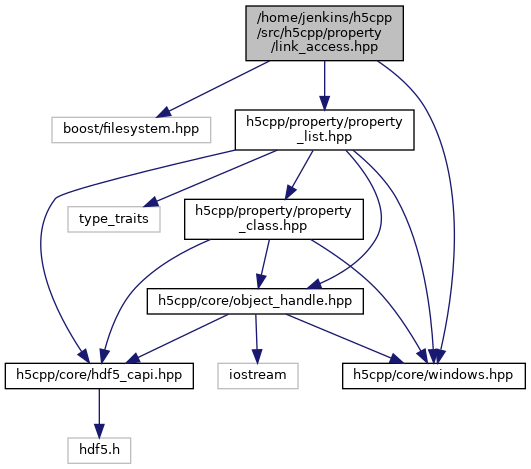 /home/jenkins/h5cpp
/src/h5cpp/property
/link_access.hpp
boost/filesystem.hpp
h5cpp/property/property
_list.hpp
type_traits
h5cpp/property/property
_class.hpp
h5cpp/core/object_handle.hpp
h5cpp/core/hdf5_capi.hpp
iostream
h5cpp/core/windows.hpp
hdf5.h